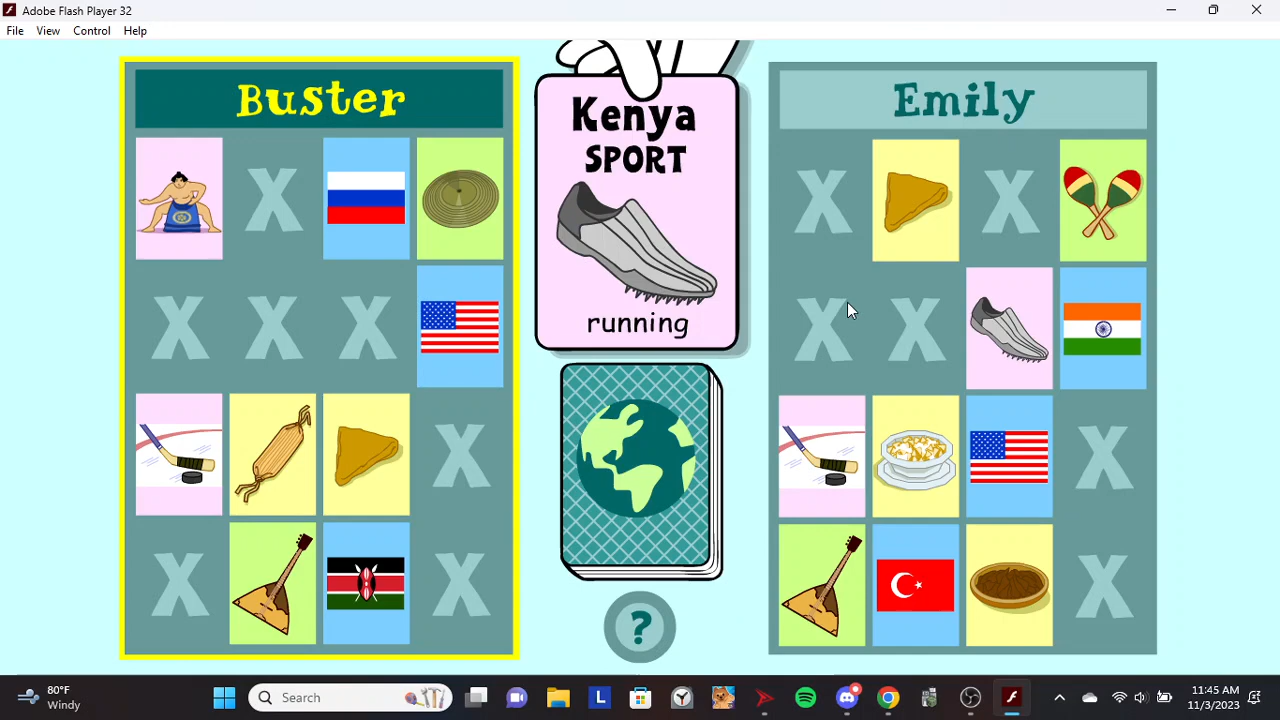 Adobe Flash Player 32
File View Control Help
Buster
Kenya
SPORT
running
Emily
X
X X X
X
X X
X X
X X
X
X
?
80°F
Windy
Search
L
11:45 AM
11/3/2023